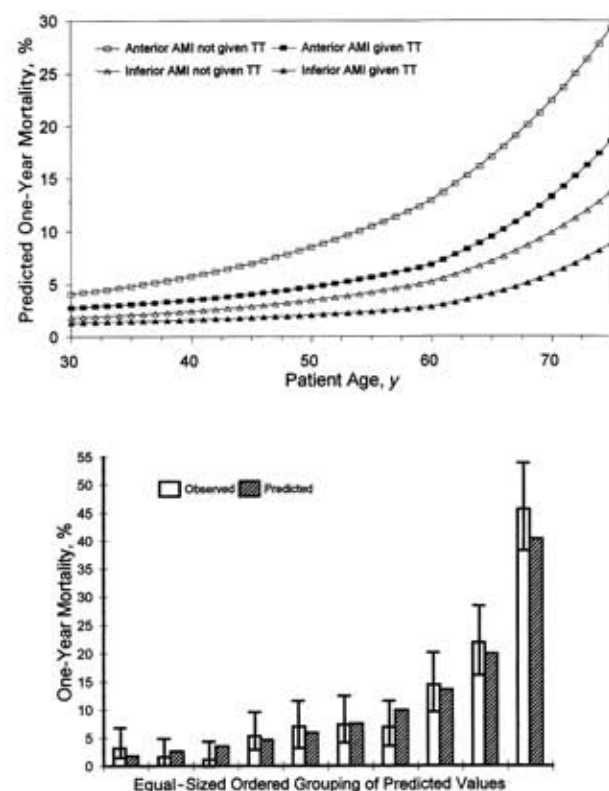 30
Anterior AMI not given TT Anterior AMI given TT
Inferior AMI not given TT Inferior AMI given TT
25
20
15
10
5
0
Predicted One-Year Mortality, %
30 40 50 60 70
Patient Age, y
55
Observed Predicted
50
45
40
35
30
25
20
15
10
5
0
One-Year Mortality, %
Equal-Sized Ordered Grouping of Predicted Values